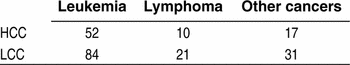 Leukemia Lymphoma Other cancers
HCC 52 10 17
LCC 84 21 31